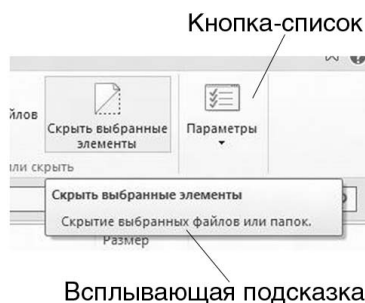 Кнопка-список
йлов
Скрыть выбранные
элементы
Параметры
или скрыть
Скрыть выбранные элементы
Скрытие выбранных файлов или папок.
Размер
Всплывающая подсказка